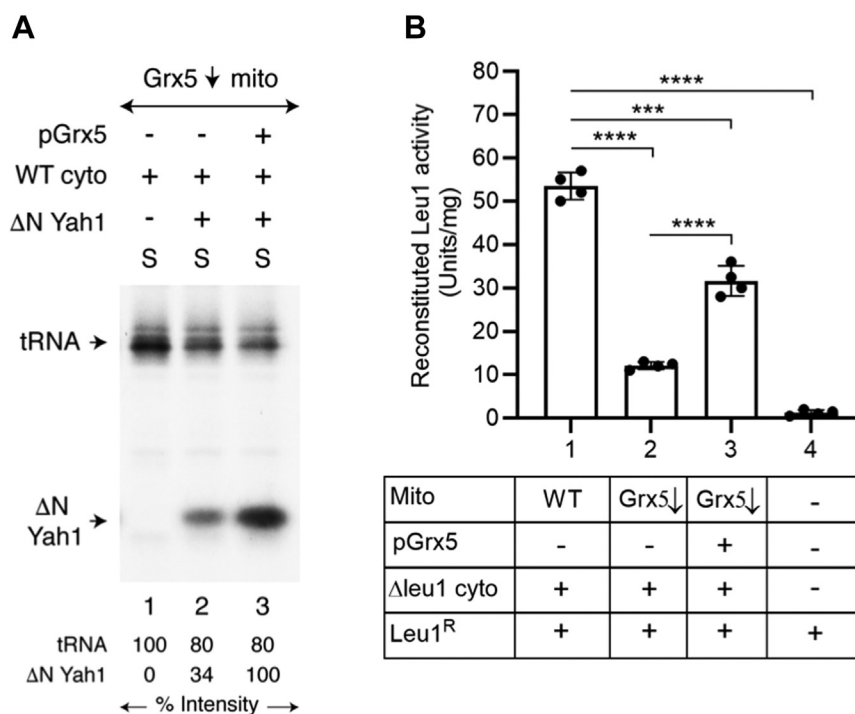 A
Grx5 ↓ mito
pGrx5 - - +
WT cyto + + +
ΔN Yah1 - + +
S S S
tRNA
ΔN
Yah1
1 2 3
tRNA 100 80 80
ΔN Yah1 0 34 100
% Intensity
B
Reconstituted Leu1 activity
(Units/mg)
80
70
60
50
40
30
20
10
0
****
***
****
****
1 2 3 4
Mito WT Grx5↓ Grx5↓ -
pGrx5 - - + -
Δleu1 cyto + + + -
Leu1R + + + +